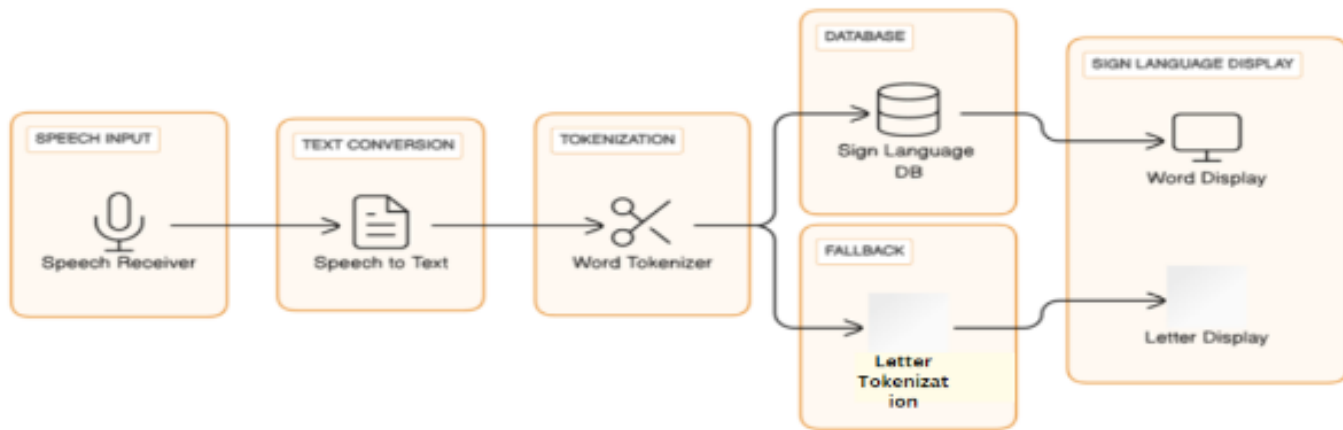 SPEECH INPUT
Speech Receiver
TEXT CONVERSION
Speech to Text
TOKENIZATION
Word Tokenizer
DATABASE
Sign Language
DB
FALLBACK
Letter
Tokenizat
ion
SIGN LANGUAGE DISPLAY
Word Display
Letter Display